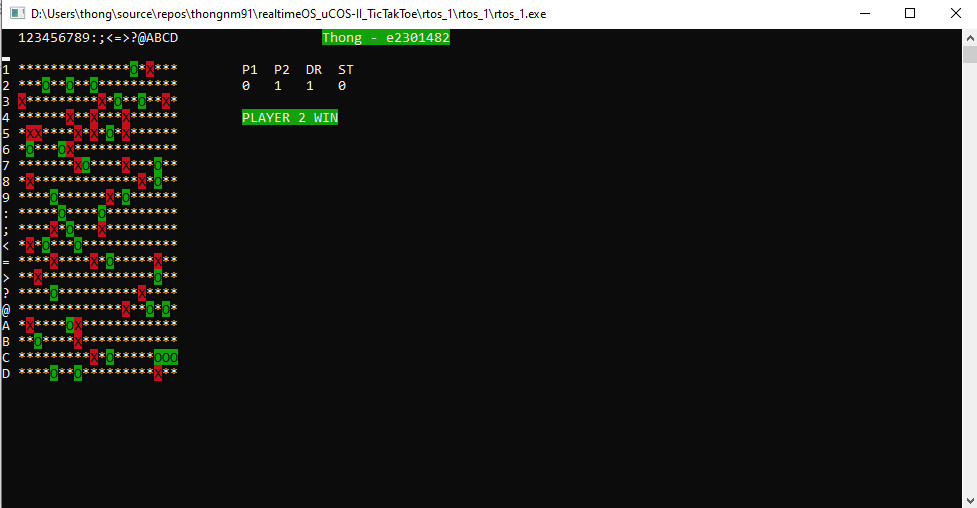 D:\Users\thong\source\repos\thongnm91\realtimeOS_uCOS-II_TicTakToe\rtos_1\rtos_1\rtos_1.exe
123456789:;<=>?@ABCD Thong - e2301482
1 **************O*X*** P1 P2 DR ST
2 ***O**O**O********** 0 1 1 0
3 X*********X*O**O**X*
4 ******X**X***X****** PLAYER 2 WIN
5 *XX****X*X*O*X******
6 *O***OX*************
7 *******XO****X***O**
8 *X*************X*O**
9 ****O******X*O******
: *****O****O*********
; ****X*O***X*********
< *X*O***O************
= ****X****X*O*****X**
> **X**************O**
? ****O**********X****
@ *************X**O*O*
A *X****OX************
B **O****X************
C *********X*O*****OOO
D ****O**O*********X**